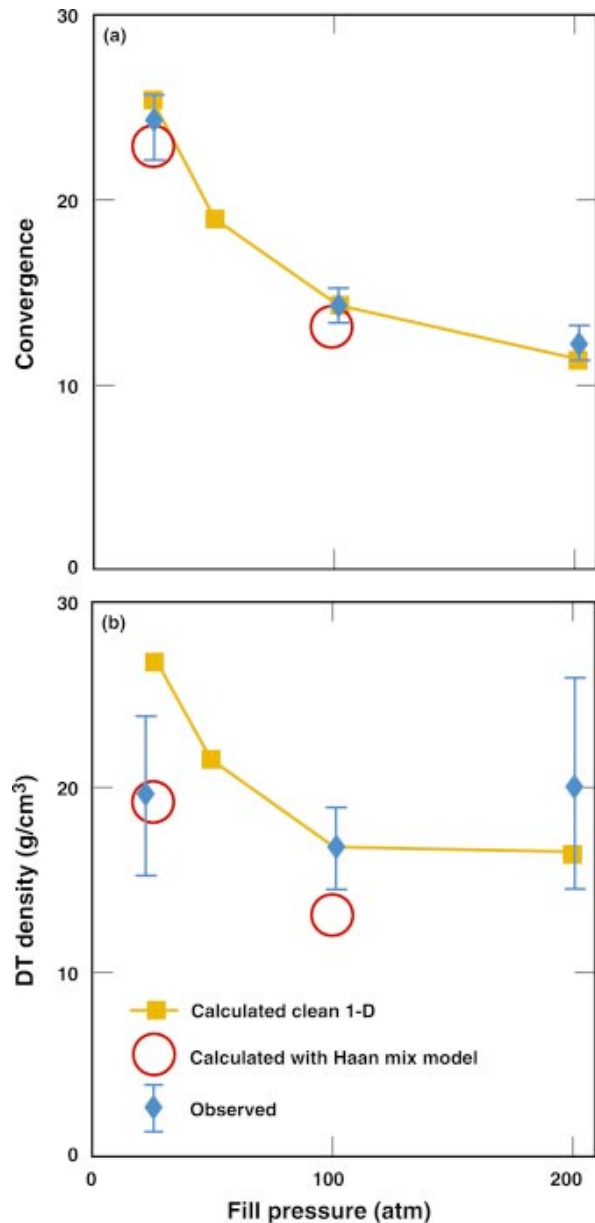 30
(a)
20
Convergence
10
0
30
(b)
20
DT density (g/cm³)
10
Calculated clean 1-D
Calculated with Haan mix model
Observed
0
0 100 200
Fill pressure (atm)